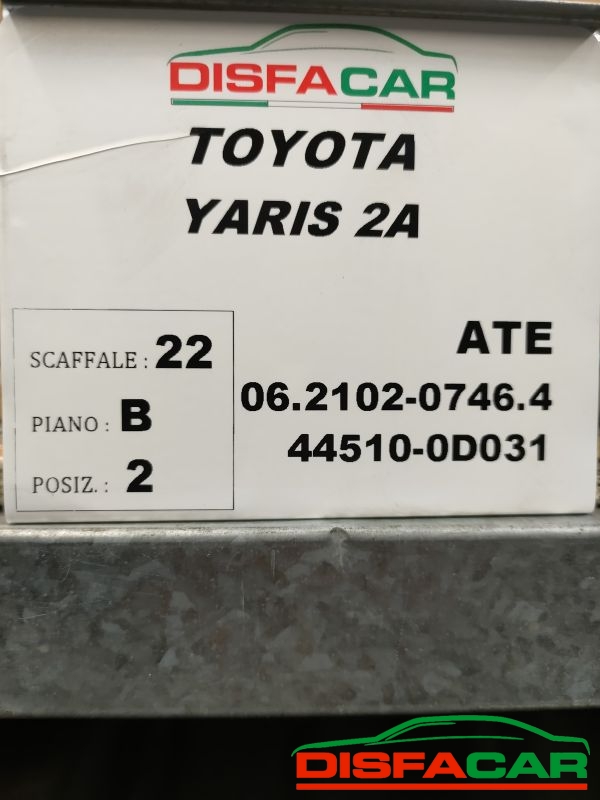 DISFACAR
TOYOTA
YARIS 2A
SCAFFALE : 22
PIANO : B
POSIZ. : 2
ATE
06.2102-0746.4
44510-0D031
DISFACAR